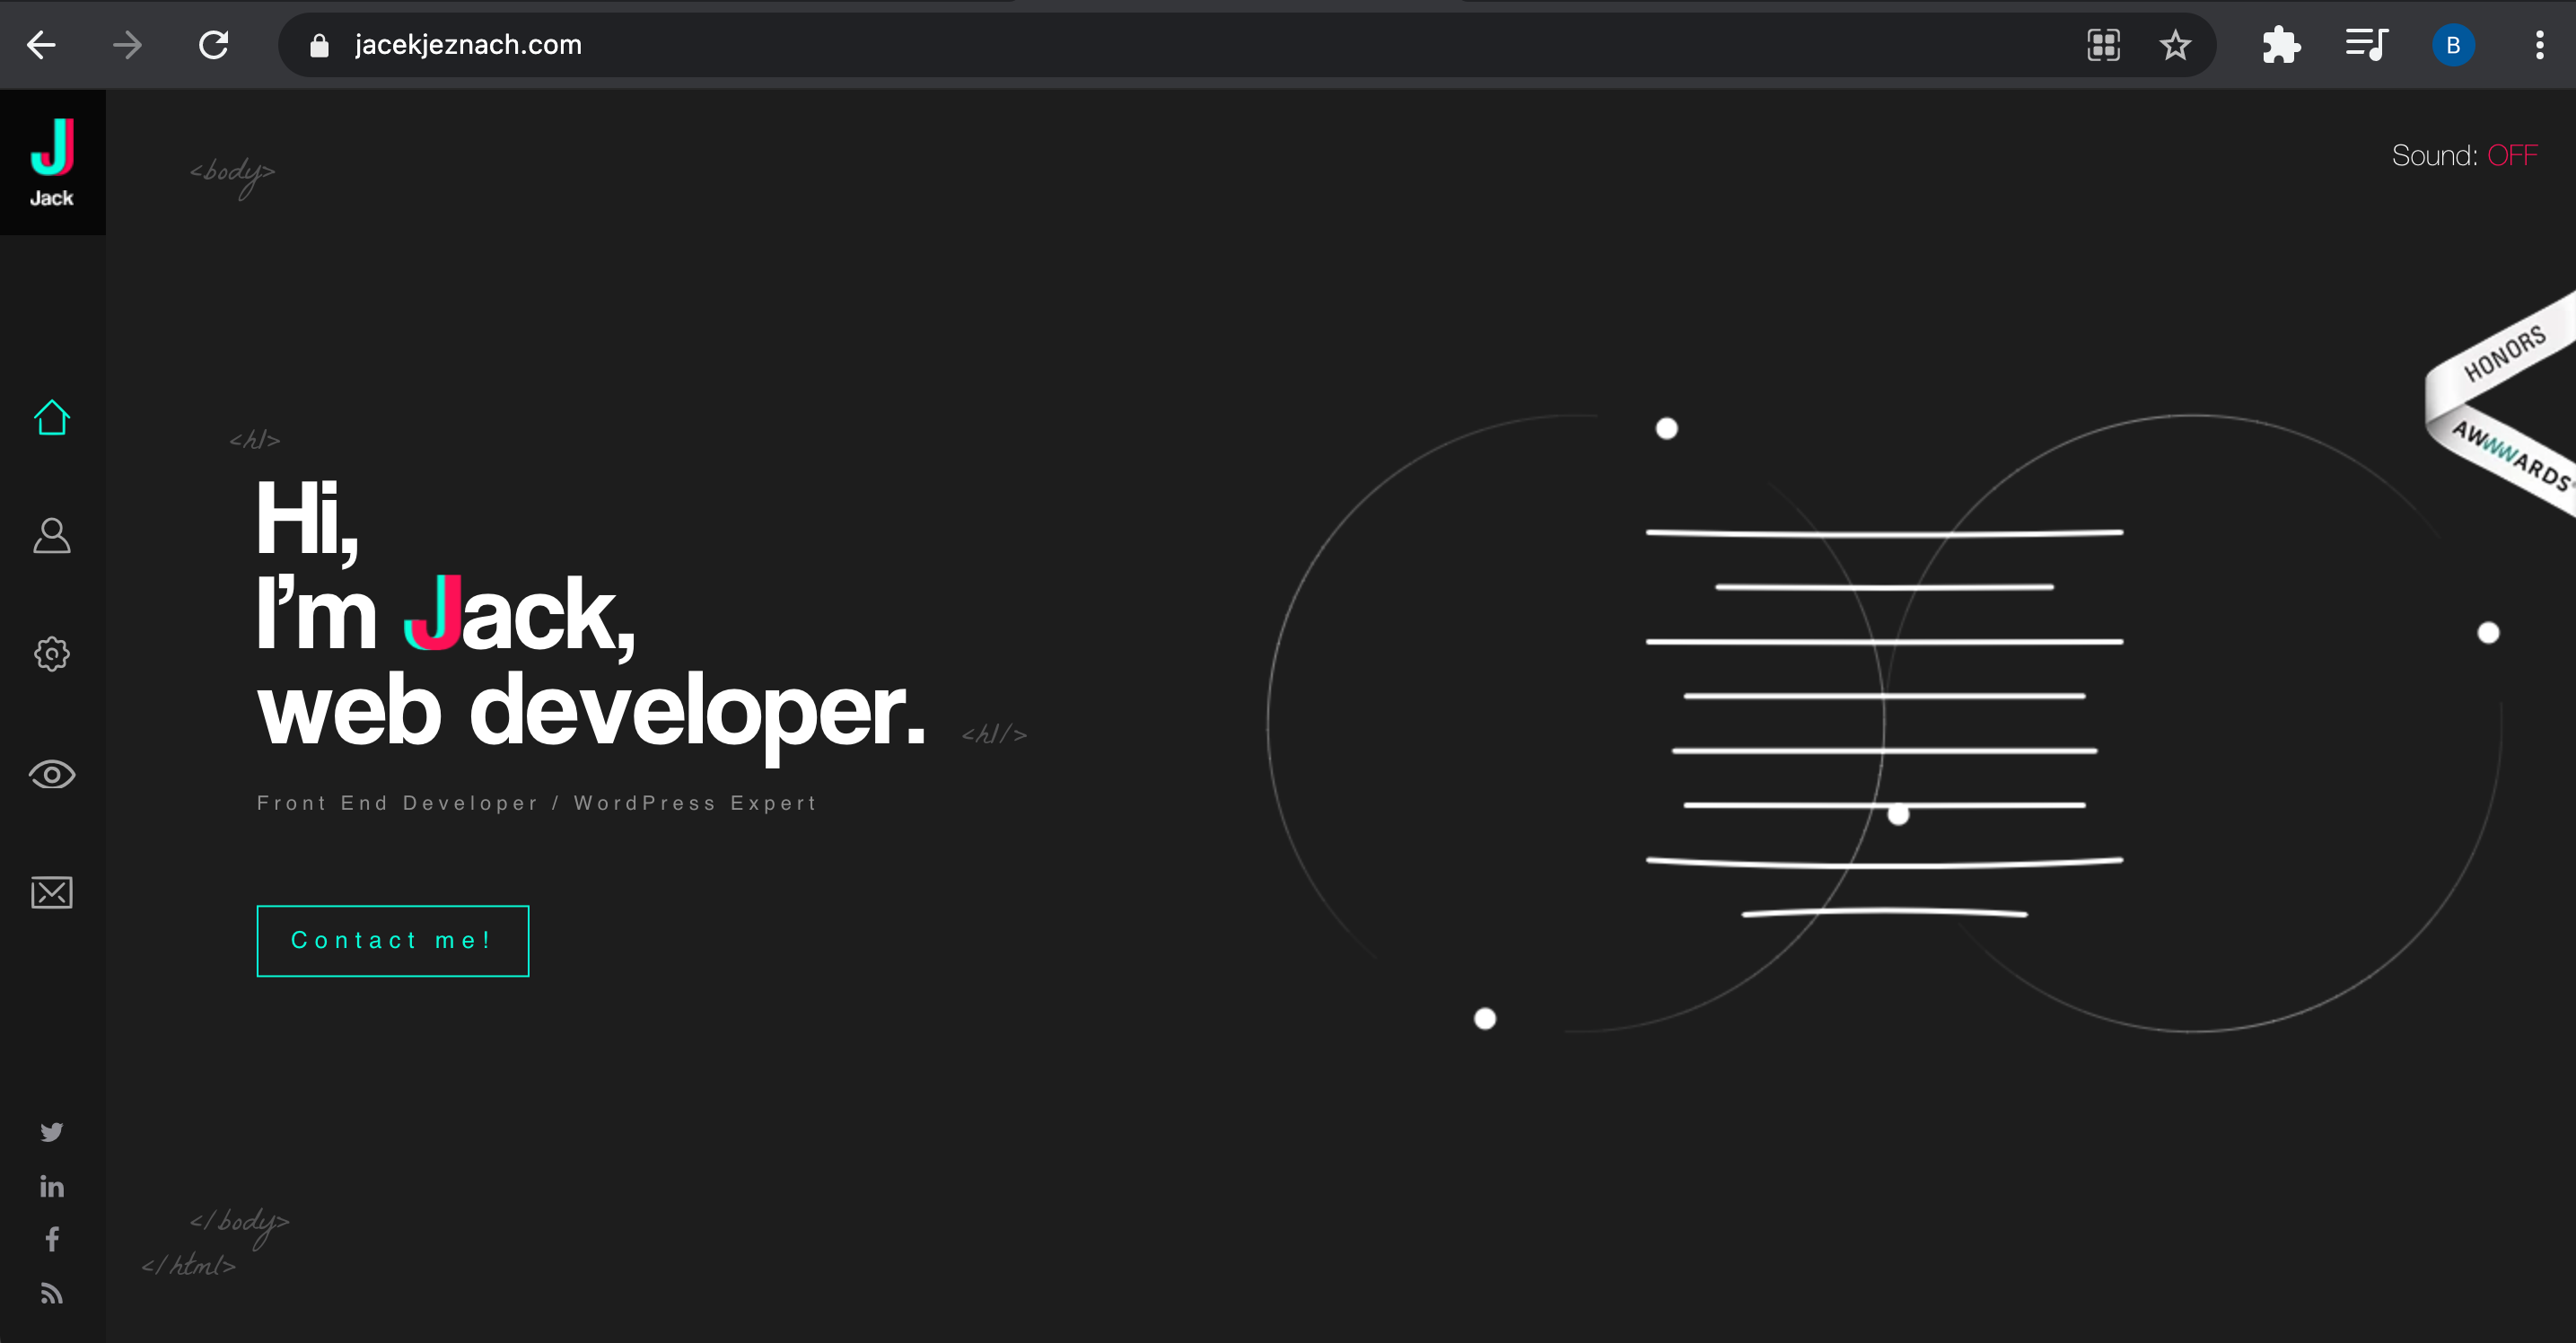 jacekjeznach.com
B
J
Jack
<body>
Sound: OFF
HONORS
AWWWARDS
<h1>
Hi,
I'm Jack,
web developer.
<h1/>
Front End Developer / WordPress Expert
Contact me!
in
f
</body>
</html>